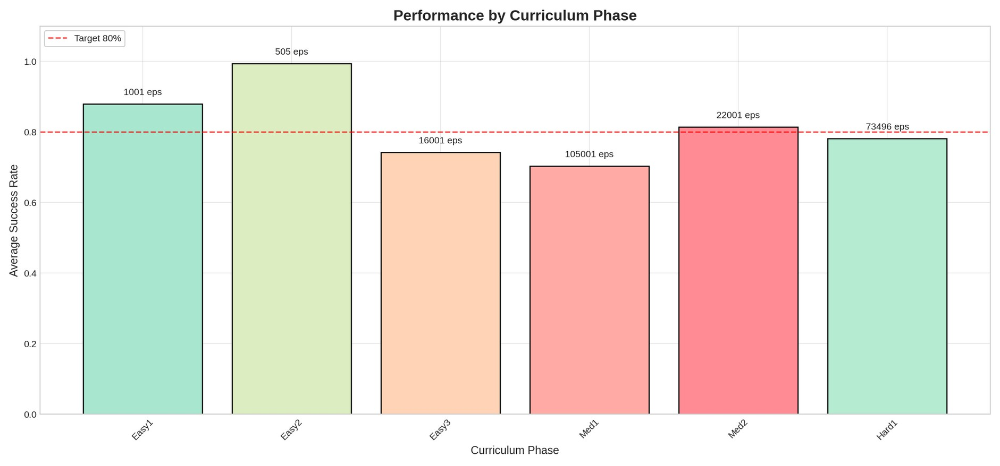 Performance by Curriculum Phase
Target 80%
505 eps
1001 eps
22001 eps
73496 eps
16001 eps
105001 eps
1.0
0.8
0.6
0.4
0.2
0.0
Average Success Rate
Easy1
Easy2
Easy3
Med1
Med2
Hard1
Curriculum Phase